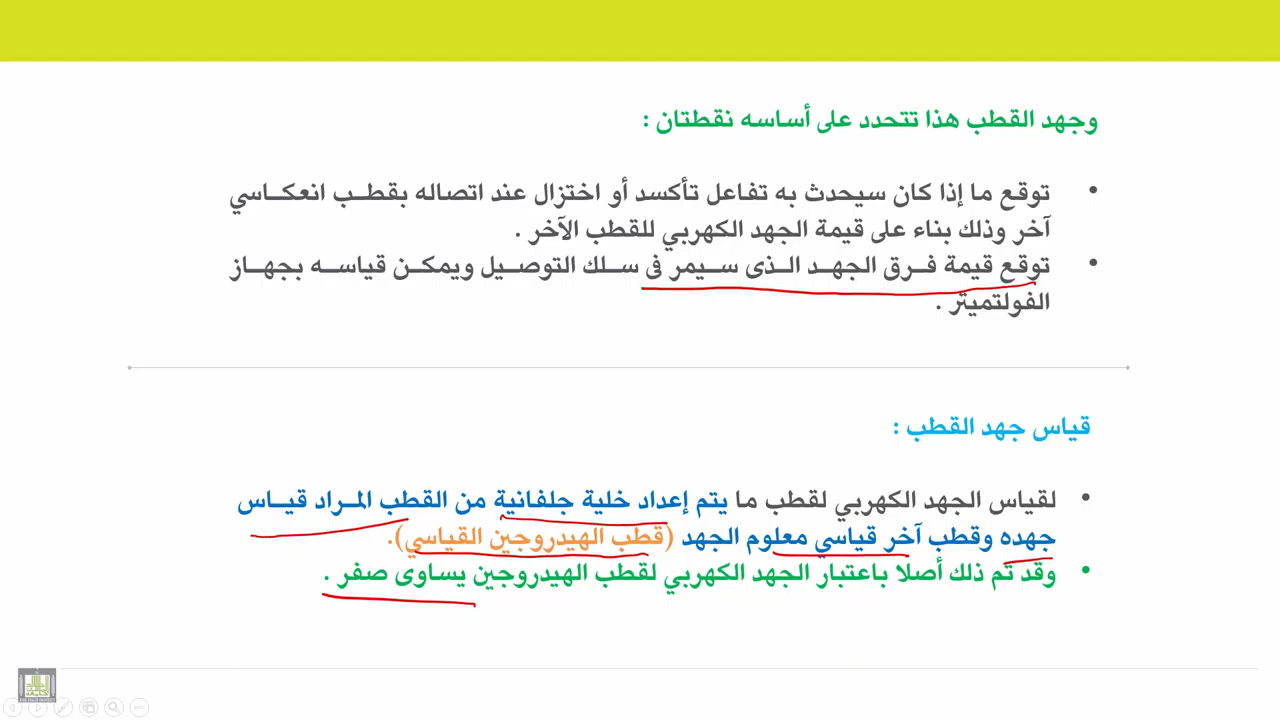 وجهد القطب هذا تتحدد على أساسه نقطتان :
• توقع ما إذا كان سيحدث به تفاعل تأكسد أو اختزال عند اتصاله بقطب انعكاسي
آخر وذلك بناء على قيمة الجهد الكهربي للقطب الآخر .
• توقع قيمة فرق الجهد الذى سيمر فى سلك التوصيل ويمكن قياسه بجهاز
الفولتميتر .
قياس جهد القطب :
• لقياس الجهد الكهربي لقطب ما يتم إعداد خلية جلفانية من القطب المراد قياس
جهده وقطب آخر قياسي معلوم الجهد (قطب الهيدروجين القياسي).
• وقد تم ذلك أصلا باعتبار الجهد الكهربي لقطب الهيدروجين يساوى صفر .